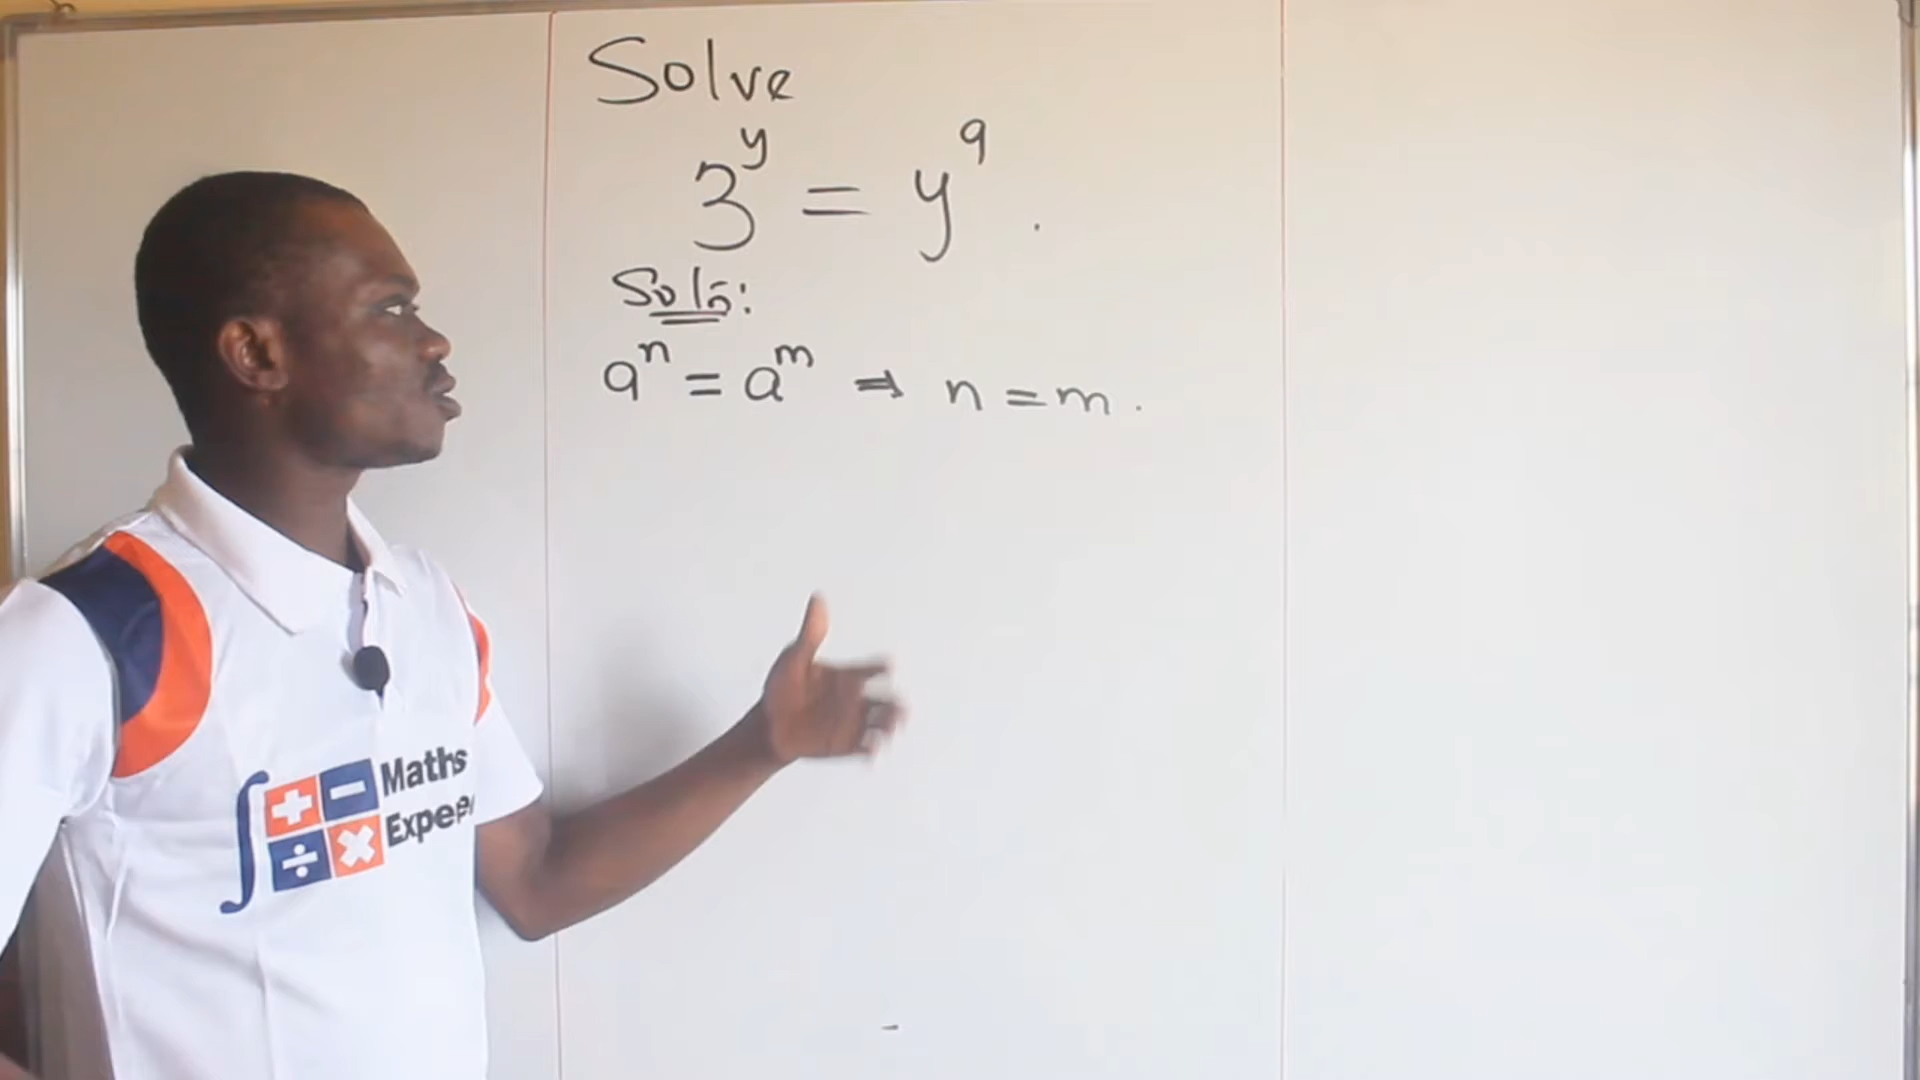 Solve
3^y = y^9 .
Soln:
a^n = a^m ⇒ n = m .
Maths
Expe